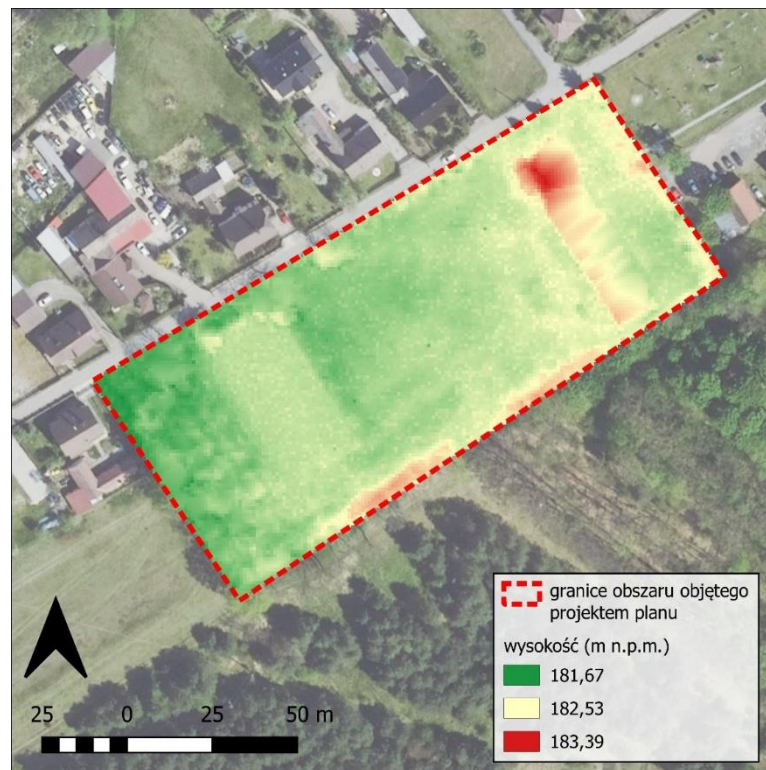 granice obszaru objętego
projektem planu
wysokość (m n.p.m.)
181,67
182,53
183,39
25 0 25 50 m